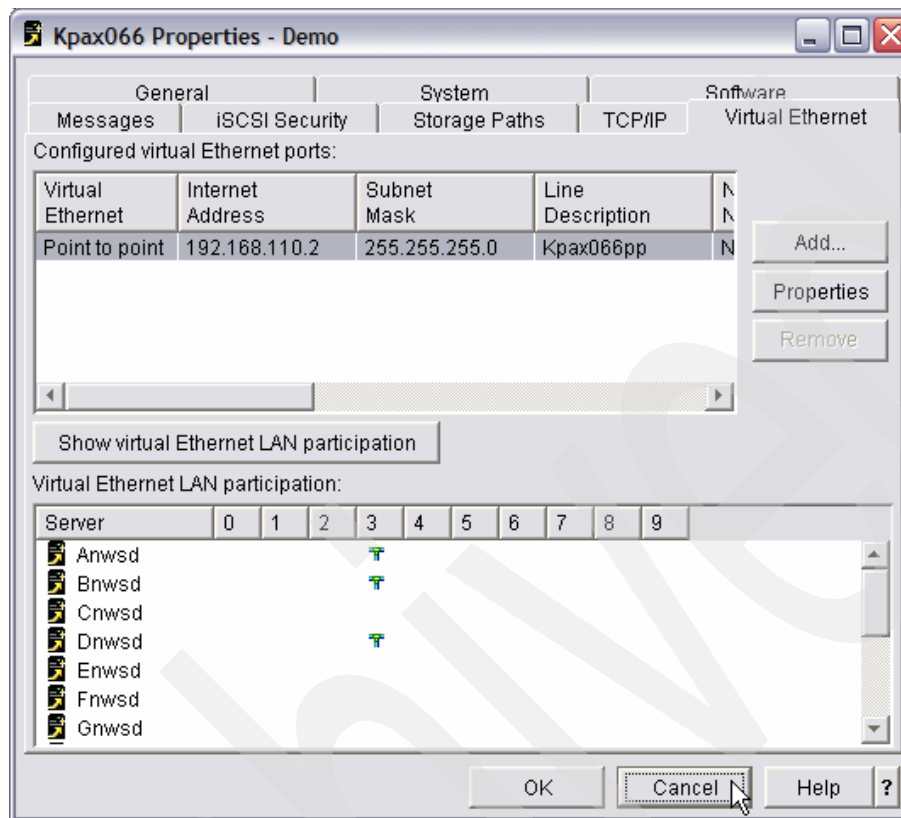 Kpax066 Properties - Demo
General System Software
Messages iSCSI Security Storage Paths TCP/IP Virtual Ethernet
Configured virtual Ethernet ports:
Virtual Ethernet Internet Address Subnet Mask Line Description N N
Point to point 192.168.110.2 255.255.255.0 Kpax066pp N
Add...
Properties
Remove
Show virtual Ethernet LAN participation
Virtual Ethernet LAN participation:
Server 0 1 2 3 4 5 6 7 8 9
Anwsd
Bnwsd
Cnwsd
Dnwsd
Enwsd
Fnwsd
Gnwsd
OK Cancel Help ?